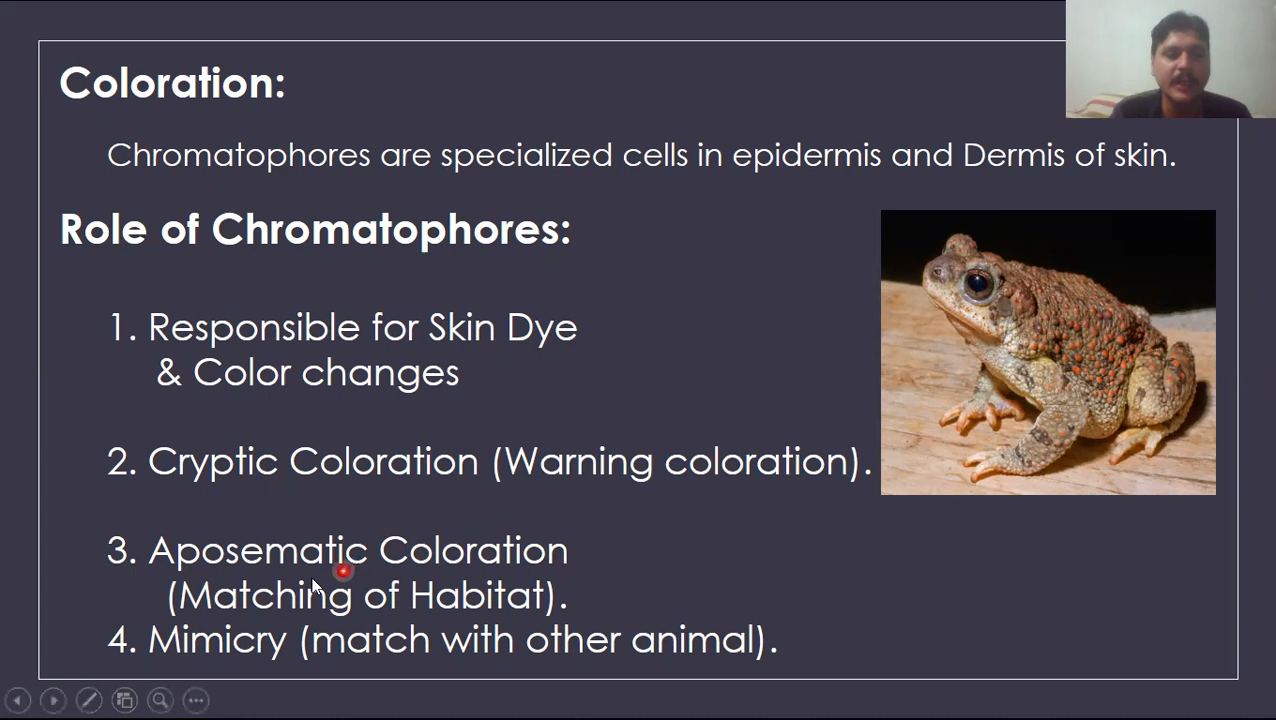 Coloration:
Chromatophores are specialized cells in epidermis and Dermis of skin.
Role of Chromatophores:
1. Responsible for Skin Dye
& Color changes
2. Cryptic Coloration (Warning coloration).
3. Aposematic Coloration
(Matching of Habitat).
4. Mimicry (match with other animal).